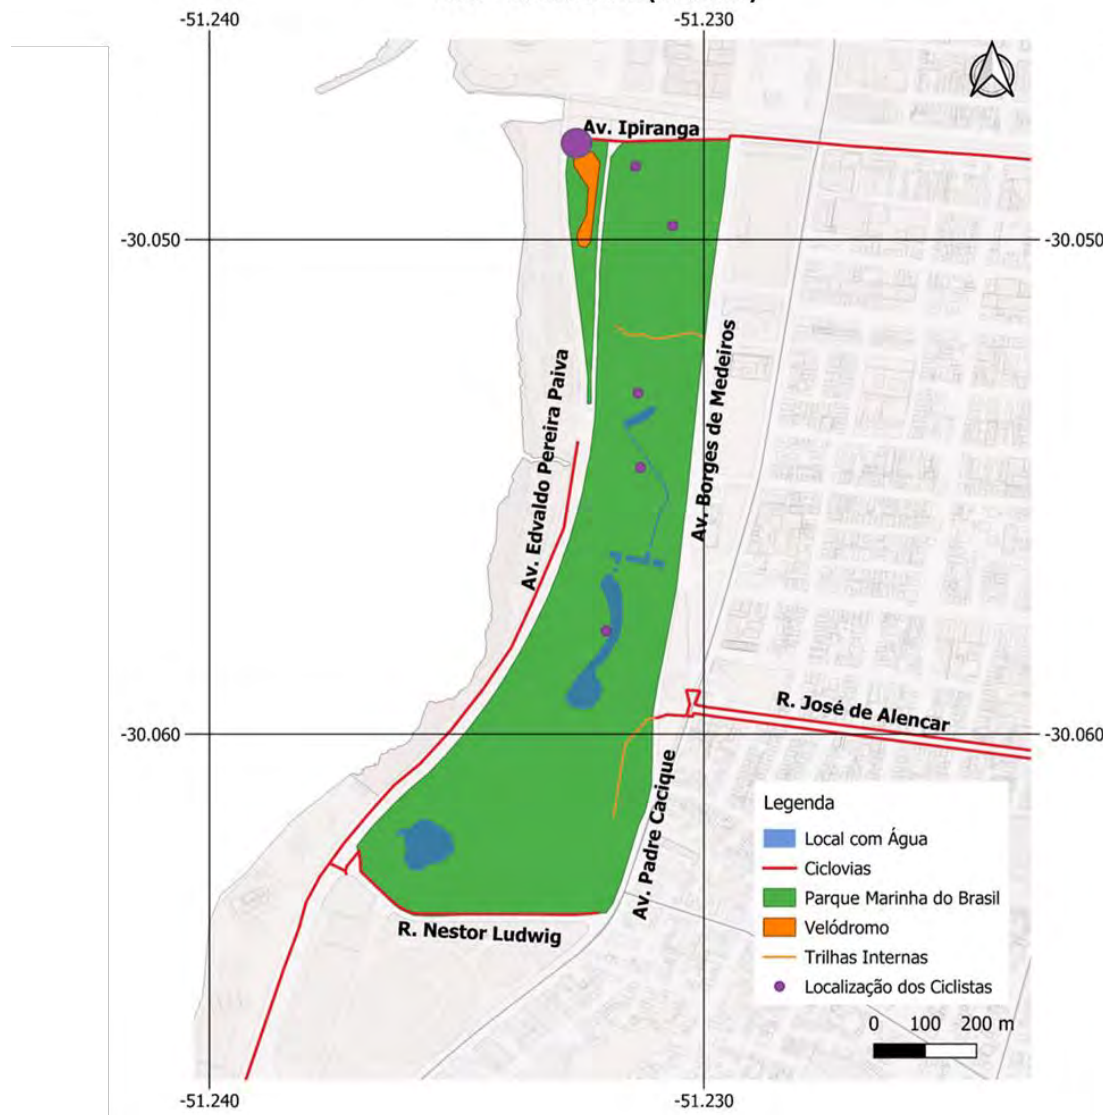 -51.240
-51.230
Av. Ipiranga
-30.050
-30.050
Av. Edvaldo Pereira Paiva
Av. Borges de Medeiros
R. José de Alencar
-30.060
-30.060
Av. Padre Cacique
Legenda
Local com Água
Ciclovias
Parque Marinha do Brasil
Velódromo
Trilhas Internas
Localização dos Ciclistas
R. Nestor Ludwig
0 100 200 m
-51.240
-51.230